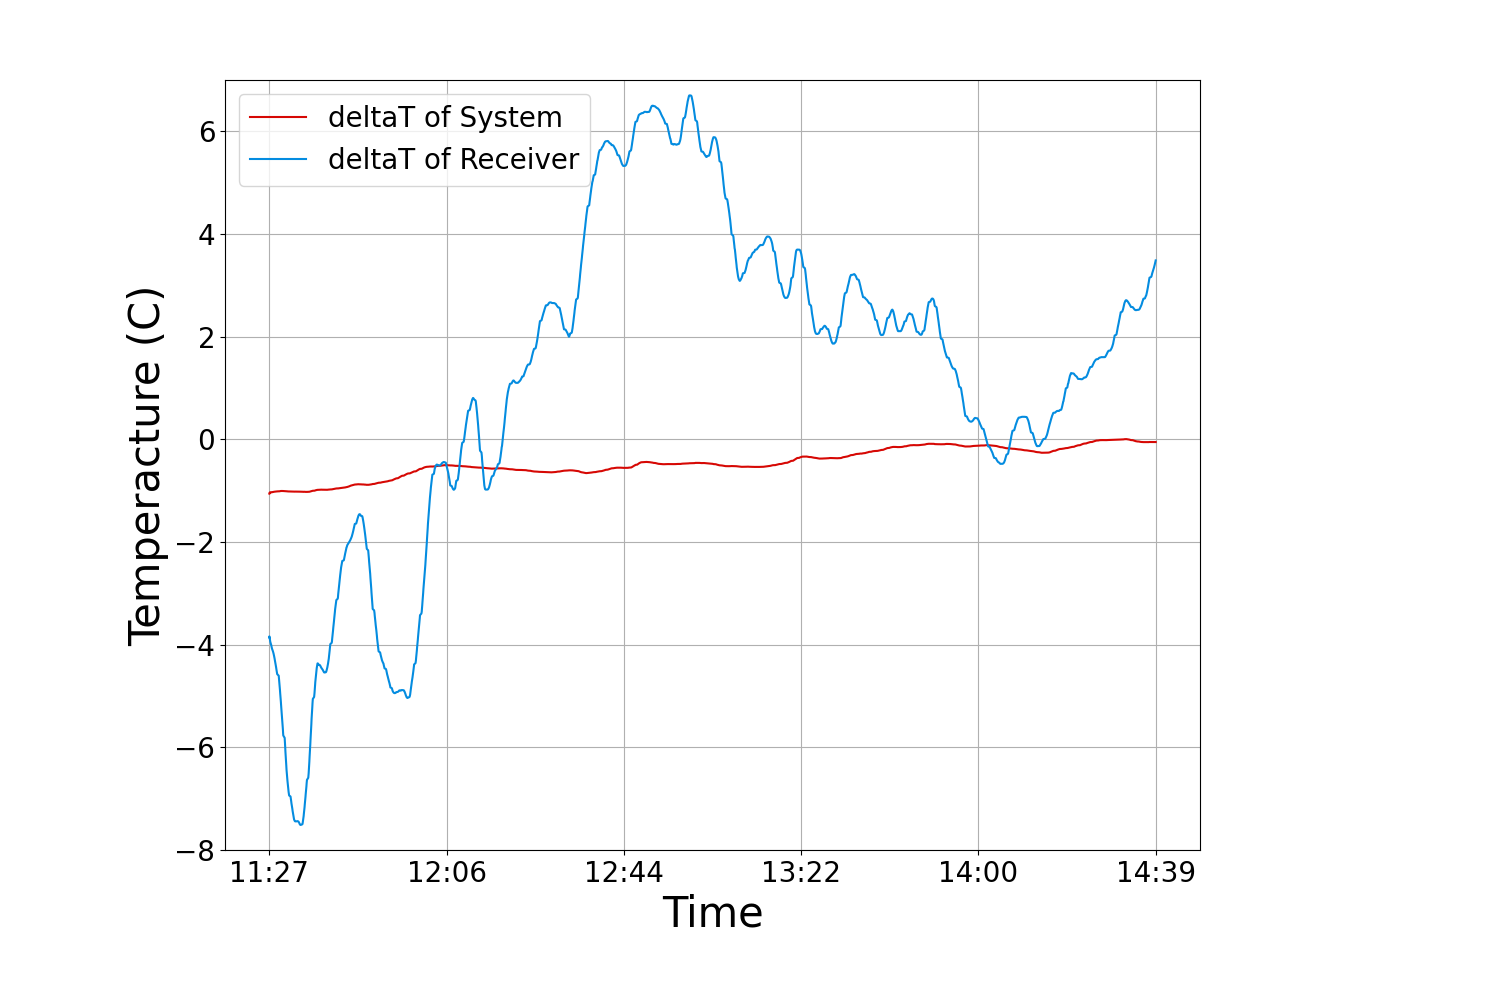 deltaT of System
deltaT of Receiver
Temperacture (C)
6
4
2
0
−2
−4
−6
−8
11:27 12:06 12:44 13:22 14:00 14:39
Time